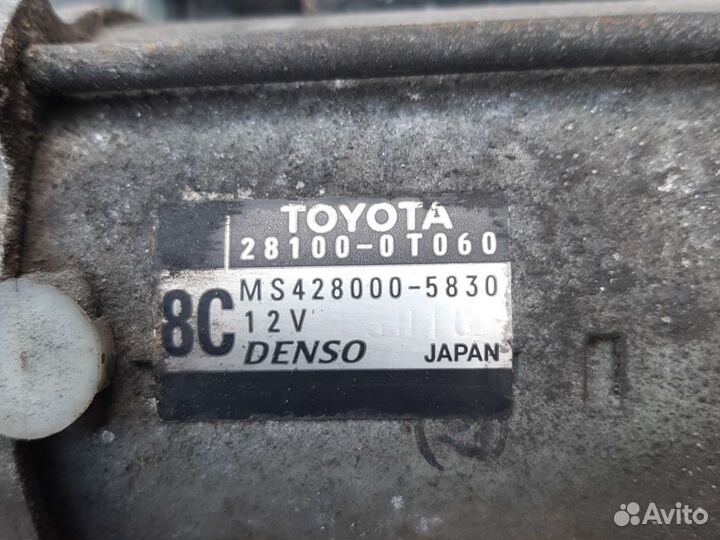 TOYOTA
28100-0T060
8C MS428000-5830
12V
DENSO JAPAN
Avito